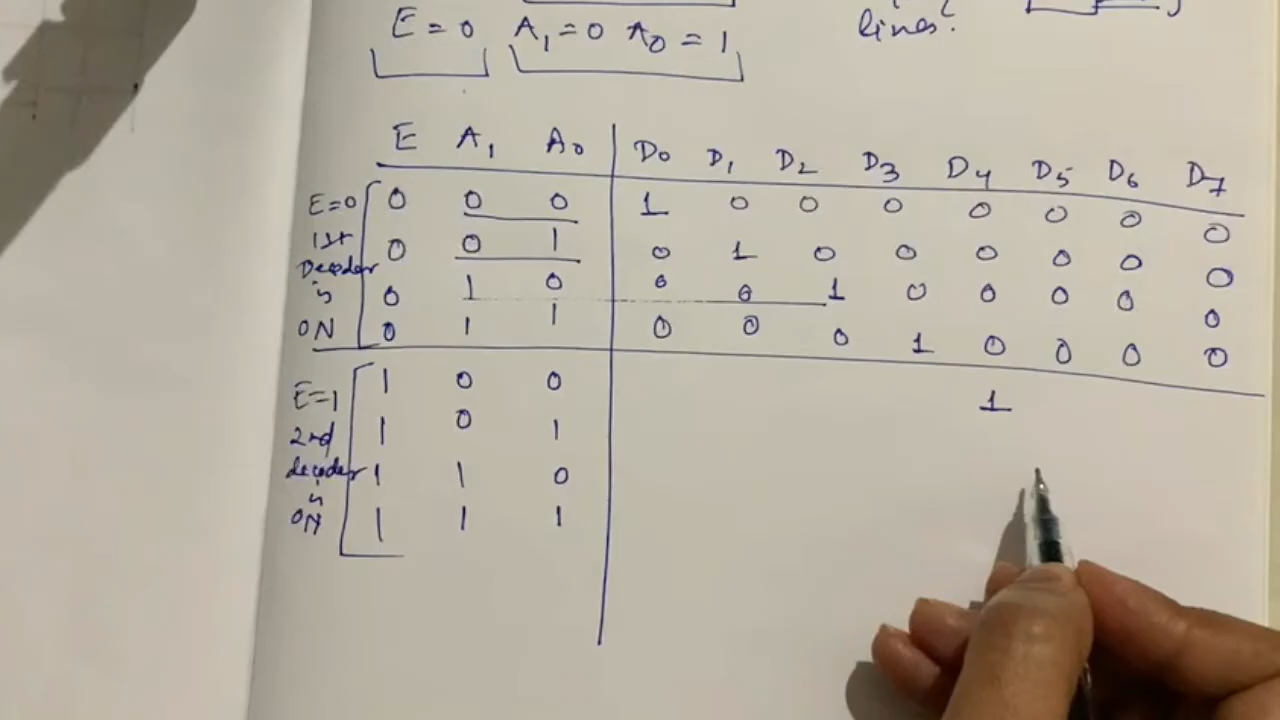 E=0 A1=0 A0=1 lines?
E A1 A0 D0 D1 D2 D3 D4 D5 D6 D7
E=0 0 0 0 1 0 0 0 0 0 0 0
1st
Decoder 0 0 1 0 1 0 0 0 0 0 0
is 0 1 0 0 0 1 0 0 0 0 0
ON 0 1 1 0 0 0 1 0 0 0 0
E=1 1 0 0 1
2nd 1 0 1
decoder 1 1 0
is
ON 1 1 1